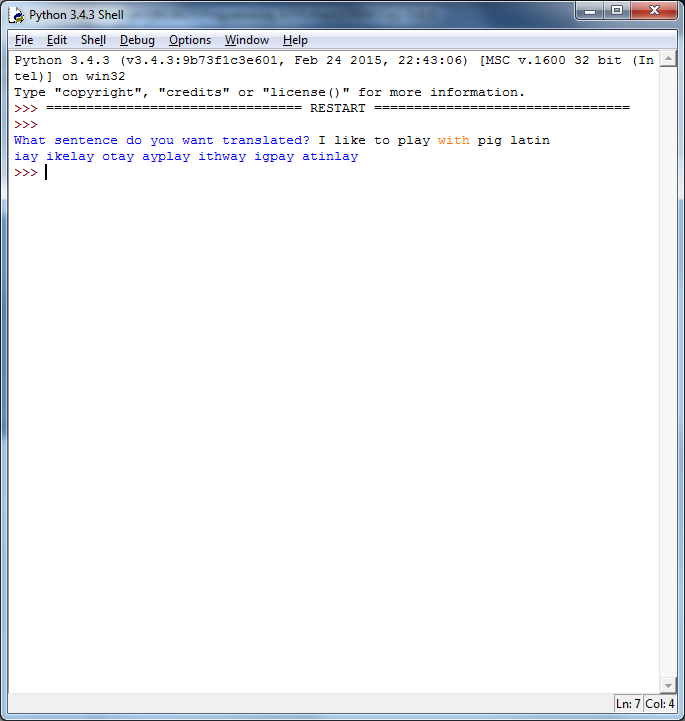 Python 3.4.3 Shell
File Edit Shell Debug Options Window Help
Python 3.4.3 (v3.4.3:9b73f1c3e601, Feb 24 2015, 22:43:06) [MSC v.1600 32 bit (In
tel)] on win32
Type "copyright", "credits" or "license()" for more information.
>>> ================================ RESTART ================================
>>>
What sentence do you want translated? I like to play with pig latin
iay ikelay otay ayplay ithway igpay atinlay
>>>
Ln: 7 Col: 4